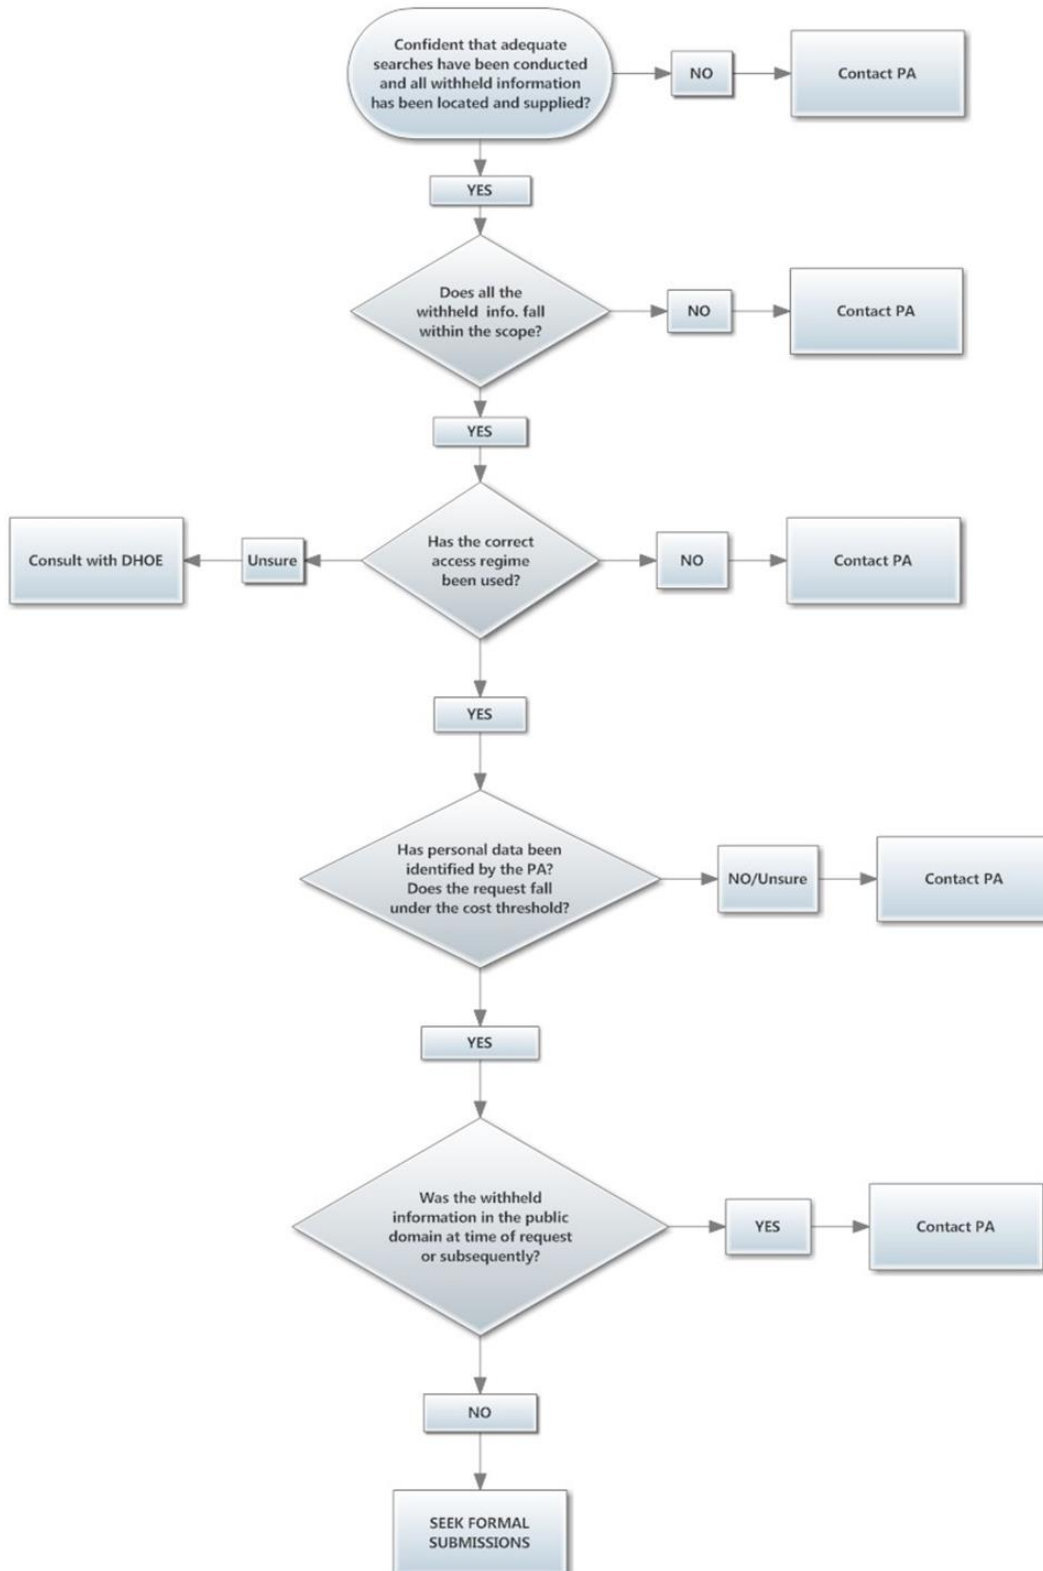 Confident that adequate
searches have been conducted
and all withheld information
has been located and supplied?
NO
Contact PA
YES
Does all the
withheld  info. fall
within the scope?
NO
Contact PA
YES
Has the correct
access regime
been used?
Unsure
Consult with DHOE
NO
Contact PA
YES
Has personal data been
identified by the PA?
Does the request fall
under the cost threshold?
NO/Unsure
Contact PA
YES
Was the withheld
information in the public
domain at time of request
or subsequently?
YES
Contact PA
NO
SEEK FORMAL
SUBMISSIONS